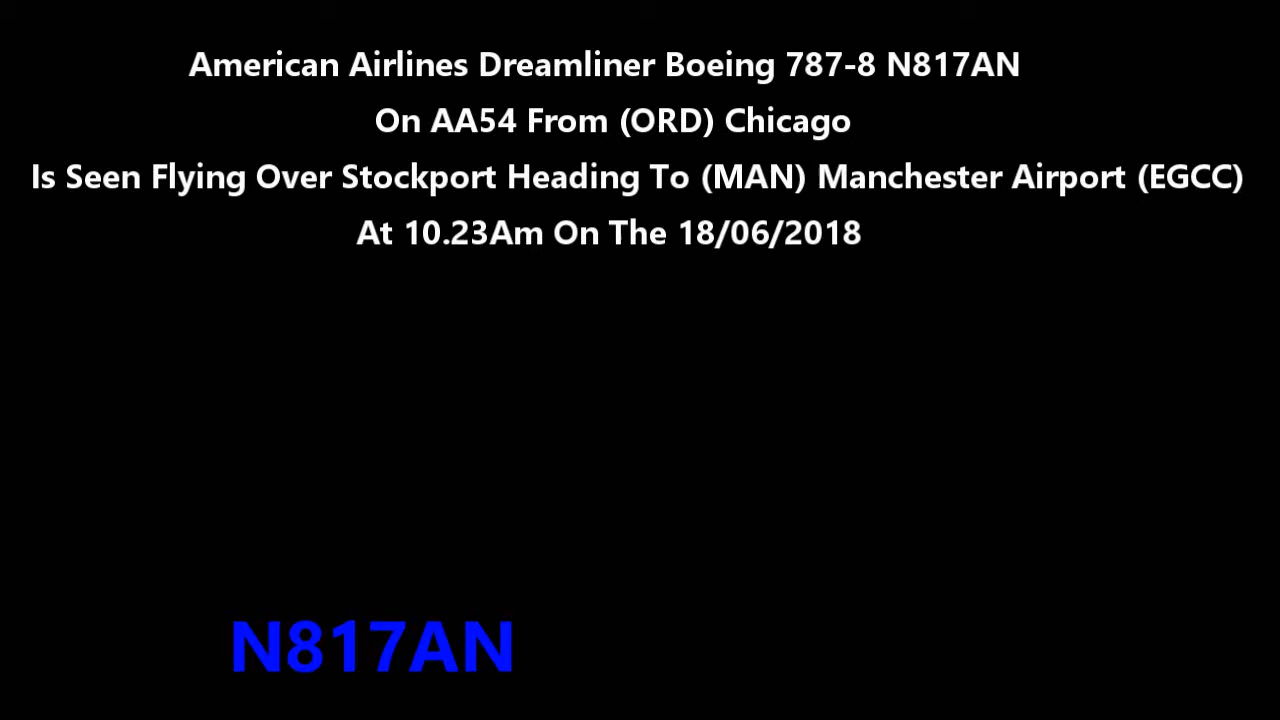 American Airlines Dreamliner Boeing 787-8 N817AN
On AA54 From (ORD) Chicago
Is Seen Flying Over Stockport Heading To (MAN) Manchester Airport (EGCC)
At 10.23Am On The 18/06/2018
N817AN